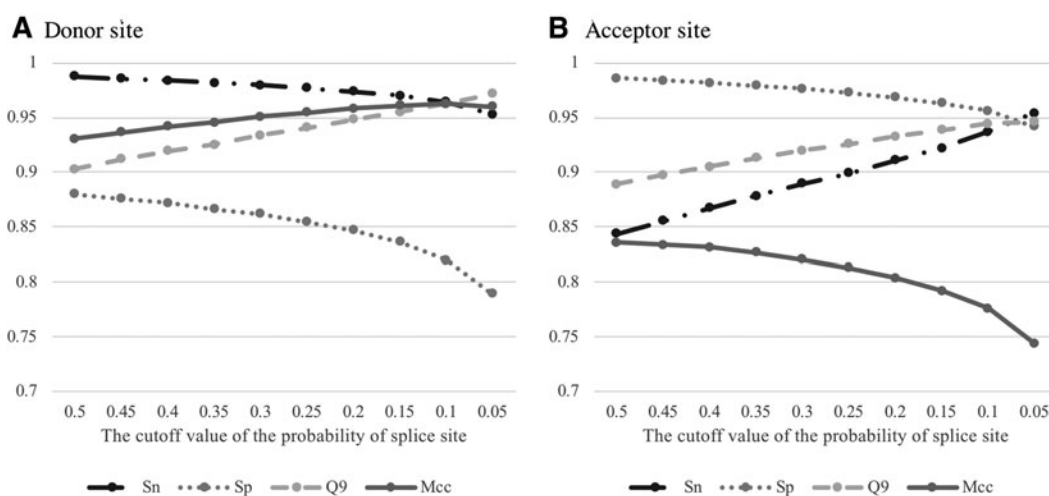 A Donor site
1
0.95
0.9
0.85
0.8
0.75
0.7
0.5 0.45 0.4 0.35 0.3 0.25 0.2 0.15 0.1 0.05
The cutoff value of the probability of splice site
Sn Sp Q9 Mcc
B Acceptor site
1
0.95
0.9
0.85
0.8
0.75
0.7
0.5 0.45 0.4 0.35 0.3 0.25 0.2 0.15 0.1 0.05
The cutoff value of the probability of splice site
Sn Sp Q9 Mcc